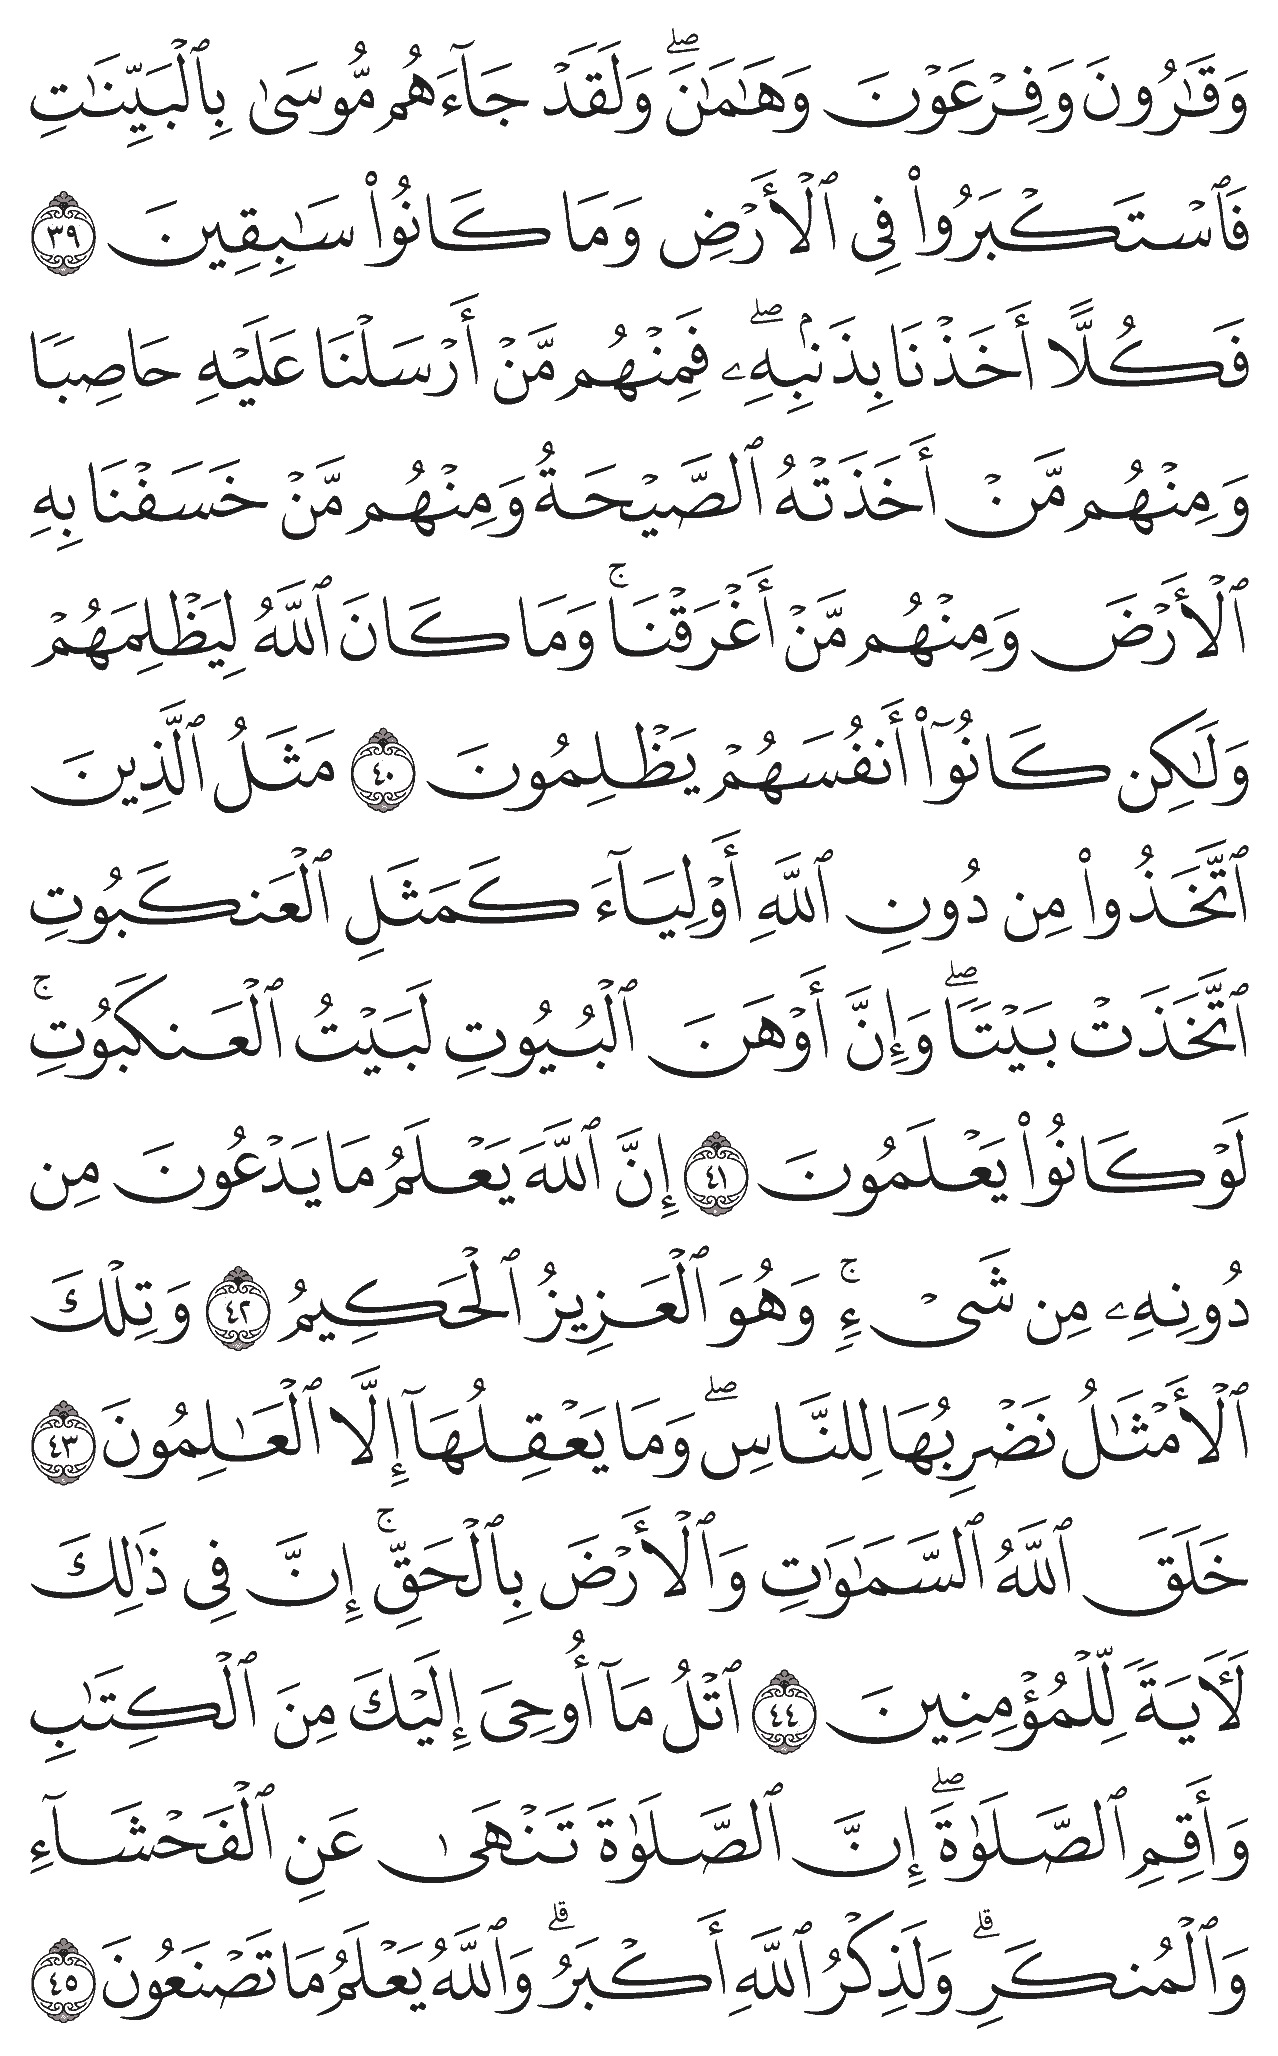 وَقَٰرُونَ وَفِرْعَوْنَ وَهَٰمَٰنَ ۖ وَلَقَدْ جَآءَهُم مُّوسَىٰ بِٱلْبَيِّنَٰتِ
فَٱسْتَكْبَرُوا۟ فِى ٱلْأَرْضِ وَمَا كَانُوا۟ سَٰبِقِينَ ٣٩
فَكُلًّا أَخَذْنَا بِذَنۢبِهِۦ ۖ فَمِنْهُم مَّنْ أَرْسَلْنَا عَلَيْهِ حَاصِبًا
وَمِنْهُم مَّنْ أَخَذَتْهُ ٱلصَّيْحَةُ وَمِنْهُم مَّنْ خَسَفْنَا بِهِ
ٱلْأَرْضَ وَمِنْهُم مَّنْ أَغْرَقْنَا ۚ وَمَا كَانَ ٱللَّهُ لِيَظْلِمَهُمْ
وَلَٰكِن كَانُوٓا۟ أَنفُسَهُمْ يَظْلِمُونَ ٤٠ مَثَلُ ٱلَّذِينَ
ٱتَّخَذُوا۟ مِن دُونِ ٱللَّهِ أَوْلِيَآءَ كَمَثَلِ ٱلْعَنكَبُوتِ
ٱتَّخَذَتْ بَيْتًا ۖ وَإِنَّ أَوْهَنَ ٱلْبُيُوتِ لَبَيْتُ ٱلْعَنكَبُوتِ ۚ
لَوْ كَانُوا۟ يَعْلَمُونَ ٤١ إِنَّ ٱللَّهَ يَعْلَمُ مَا يَدْعُونَ مِن
دُونِهِۦ مِن شَىْءٍ ۚ وَهُوَ ٱلْعَزِيزُ ٱلْحَكِيمُ ٤٢ وَتِلْكَ
ٱلْأَمْثَٰلُ نَضْرِبُهَا لِلنَّاسِ ۖ وَمَا يَعْقِلُهَآ إِلَّا ٱلْعَٰلِمُونَ ٤٣
خَلَقَ ٱللَّهُ ٱلسَّمَٰوَٰتِ وَٱلْأَرْضَ بِٱلْحَقِّ ۚ إِنَّ فِى ذَٰلِكَ
لَـَٔايَةً لِّلْمُؤْمِنِينَ ٤٤ ٱتْلُ مَآ أُوحِىَ إِلَيْكَ مِنَ ٱلْكِتَٰبِ
وَأَقِمِ ٱلصَّلَوٰةَ ۖ إِنَّ ٱلصَّلَوٰةَ تَنْهَىٰ عَنِ ٱلْفَحْشَآءِ
وَٱلْمُنكَرِ ۗ وَلَذِكْرُ ٱللَّهِ أَكْبَرُ ۗ وَٱللَّهُ يَعْلَمُ مَا تَصْنَعُونَ ٤٥